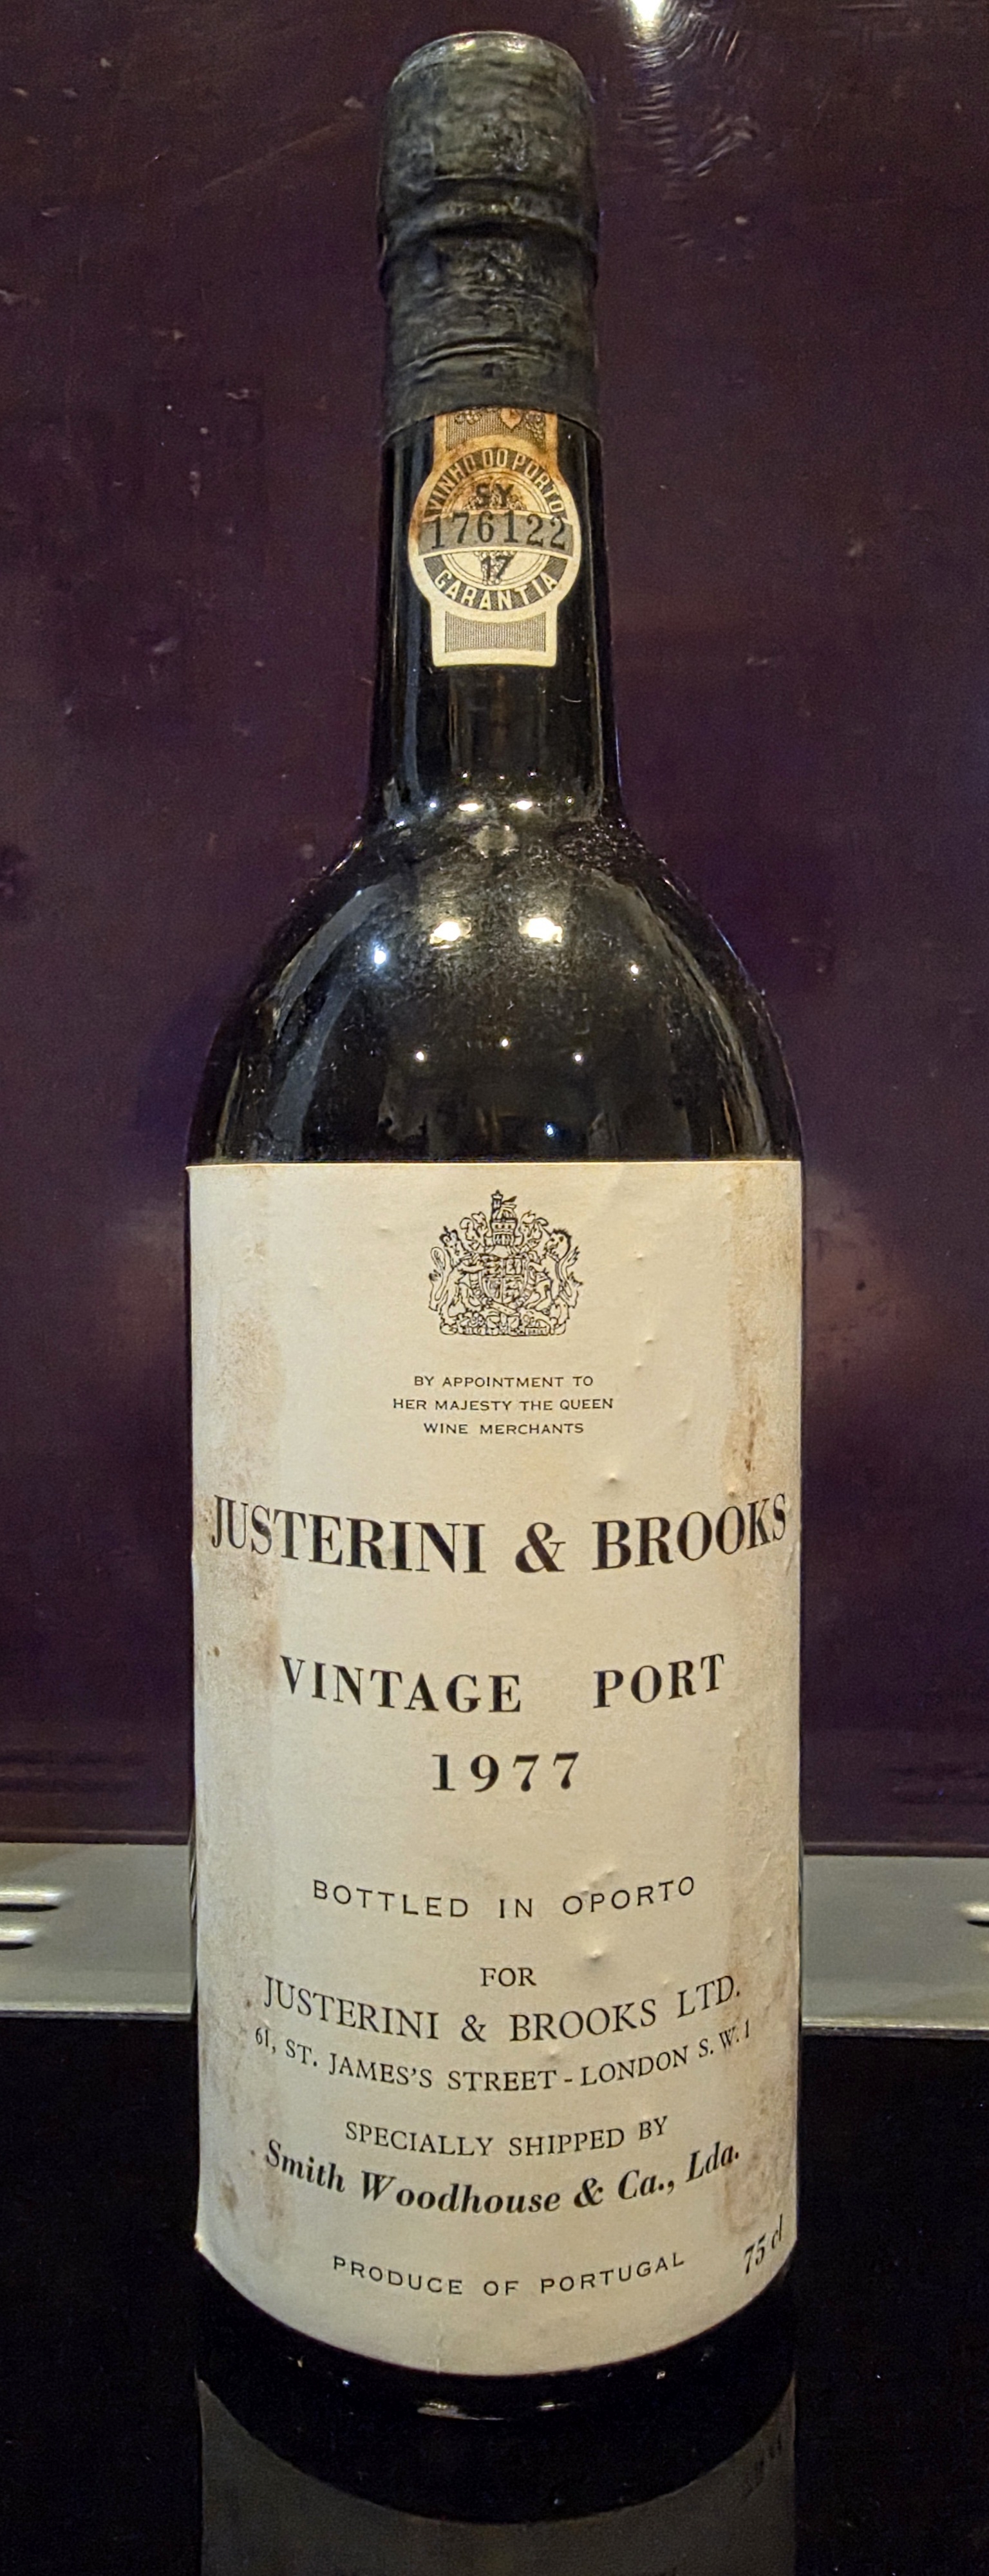 VINHO DO PORTO
SY
176122
17
GARANTIA
BY APPOINTMENT TO
HER MAJESTY THE QUEEN
WINE MERCHANTS
JUSTERINI & BROOKS
VINTAGE PORT
1977
BOTTLED IN OPORTO
FOR
JUSTERINI & BROOKS LTD.
61, ST. JAMES'S STREET - LONDON S.W.1
SPECIALLY SHIPPED BY
Smith Woodhouse & Ca., Lda.
PRODUCE OF PORTUGAL
75 cl